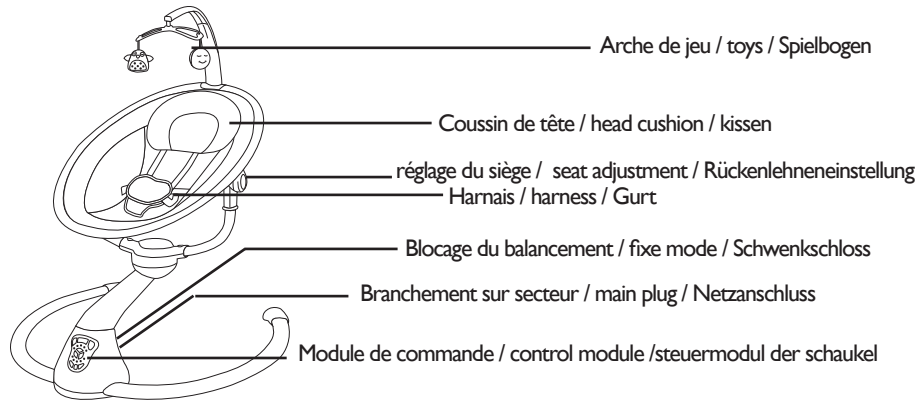 Arche de jeu / toys / Spielbogen
Coussin de tête / head cushion / kissen
réglage du siège / seat adjustment / Rückenlehneneinstellung
Harnais / harness / Gurt
Blocage du balancement / fixe mode / Schwenkschloss
Branchement sur secteur / main plug / Netzanschluss
Module de commande / control module /steuermodul der schaukel